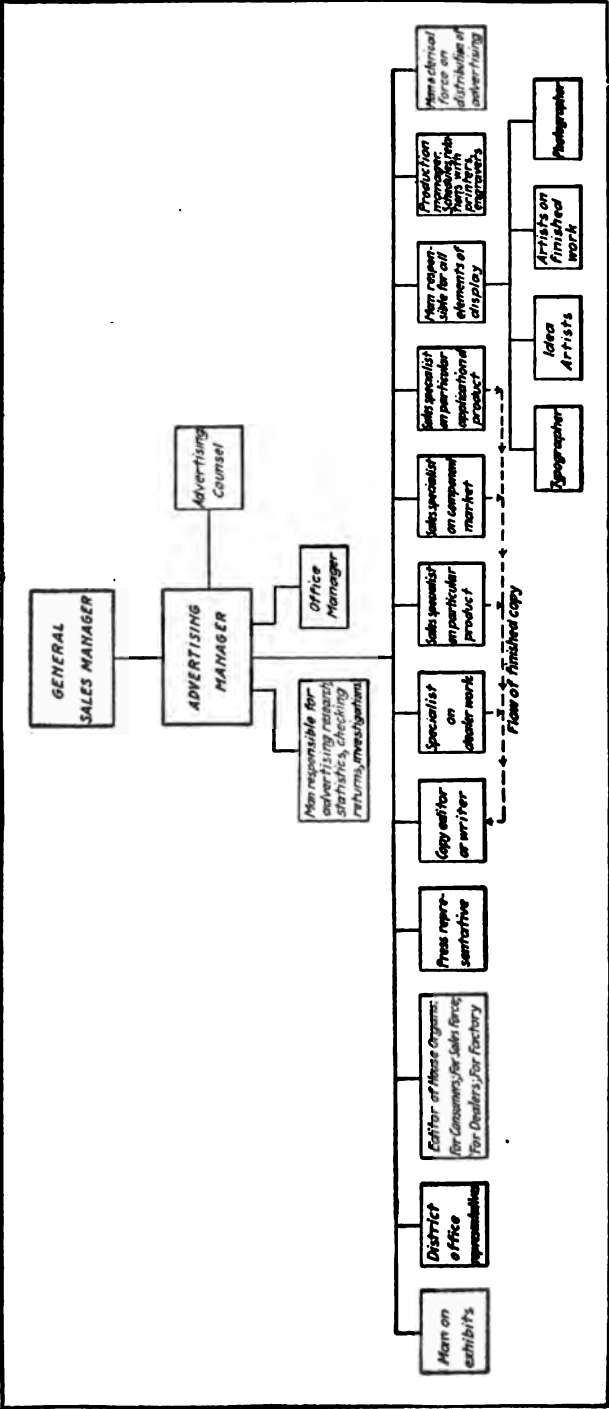 GENERAL
SALES MANAGER
ADVERTISING
MANAGER
Advertising
Counsel
Man responsible for
advertising research,
statistics, checking
returns, investigations
Office
Manager
Man on
exhibits
District
office
representative
Editor of House Organs:
For Consumers; For Sales Force;
For Dealers; For Factory
Press repre-
sentative
Copy editor
or writer
Specialist
on
dealer work
Sales specialist
on particular
product
Sales specialist
on component
market
Sales specialist
on particular
application of
product
Man respon-
sible for all
elements of
display
Production
manager.
Schedules, rela-
tions with
printers,
engravers
Man & clerical
force on
distribution of
advertising
Flow of finished copy
Typographer
Idea
Artists
Artists on
finished
work
Photographer